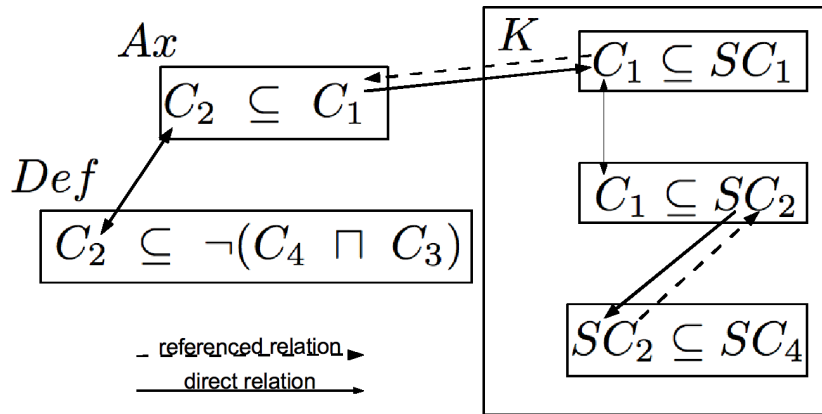 Ax
K
C₁ ⊆ SC₁
C₂ ⊆ C₁
Def
C₁ ⊆ SC₂
C₂ ⊆ ¬(C₄ ⊓ C₃)
SC₂ ⊆ SC₄
referenced relation
direct relation